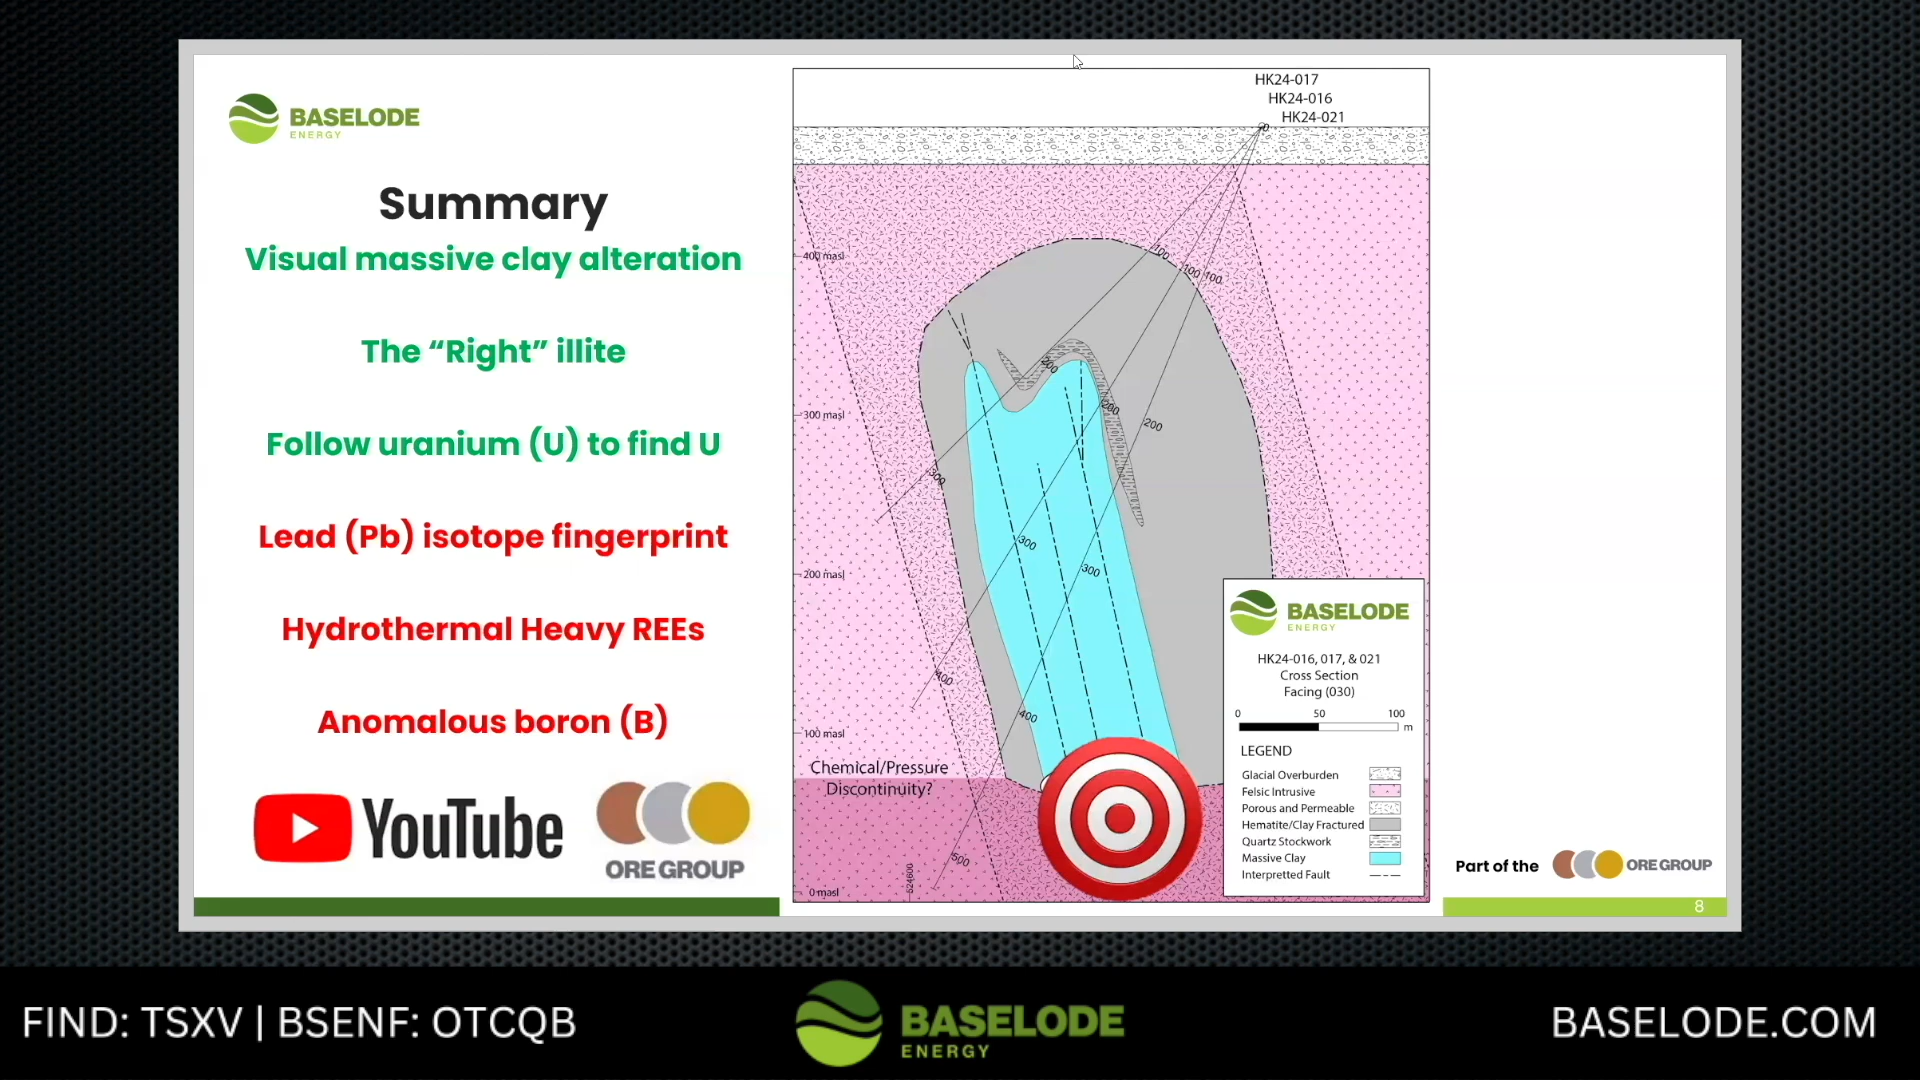 BASELODE
ENERGY
Summary
Visual massive clay alteration
The “Right” illite
Follow uranium (U) to find U
Lead (Pb) isotope fingerprint
Hydrothermal Heavy REEs
Anomalous boron (B)
YouTube
ORE GROUP
HK24-017
HK24-016
HK24-021
0
100
100
100
400 masl
200
200
200
300 masl
300
300
300
200 masl
400
400
100 masl
Chemical/Pressure
Discontinuity?
500
524600
0 masl
BASELODE
ENERGY
HK24-016, 017, & 021
Cross Section
Facing (030)
0 50 100
m
LEGEND
Glacial Overburden
Felsic Intrusive
Porous and Permeable
Hematite/Clay Fractured
Quartz Stockwork
Massive Clay
Interpretted Fault
Part of the ORE GROUP
8
FIND: TSXV | BSENF: OTCQB
BASELODE
ENERGY
BASELODE.COM